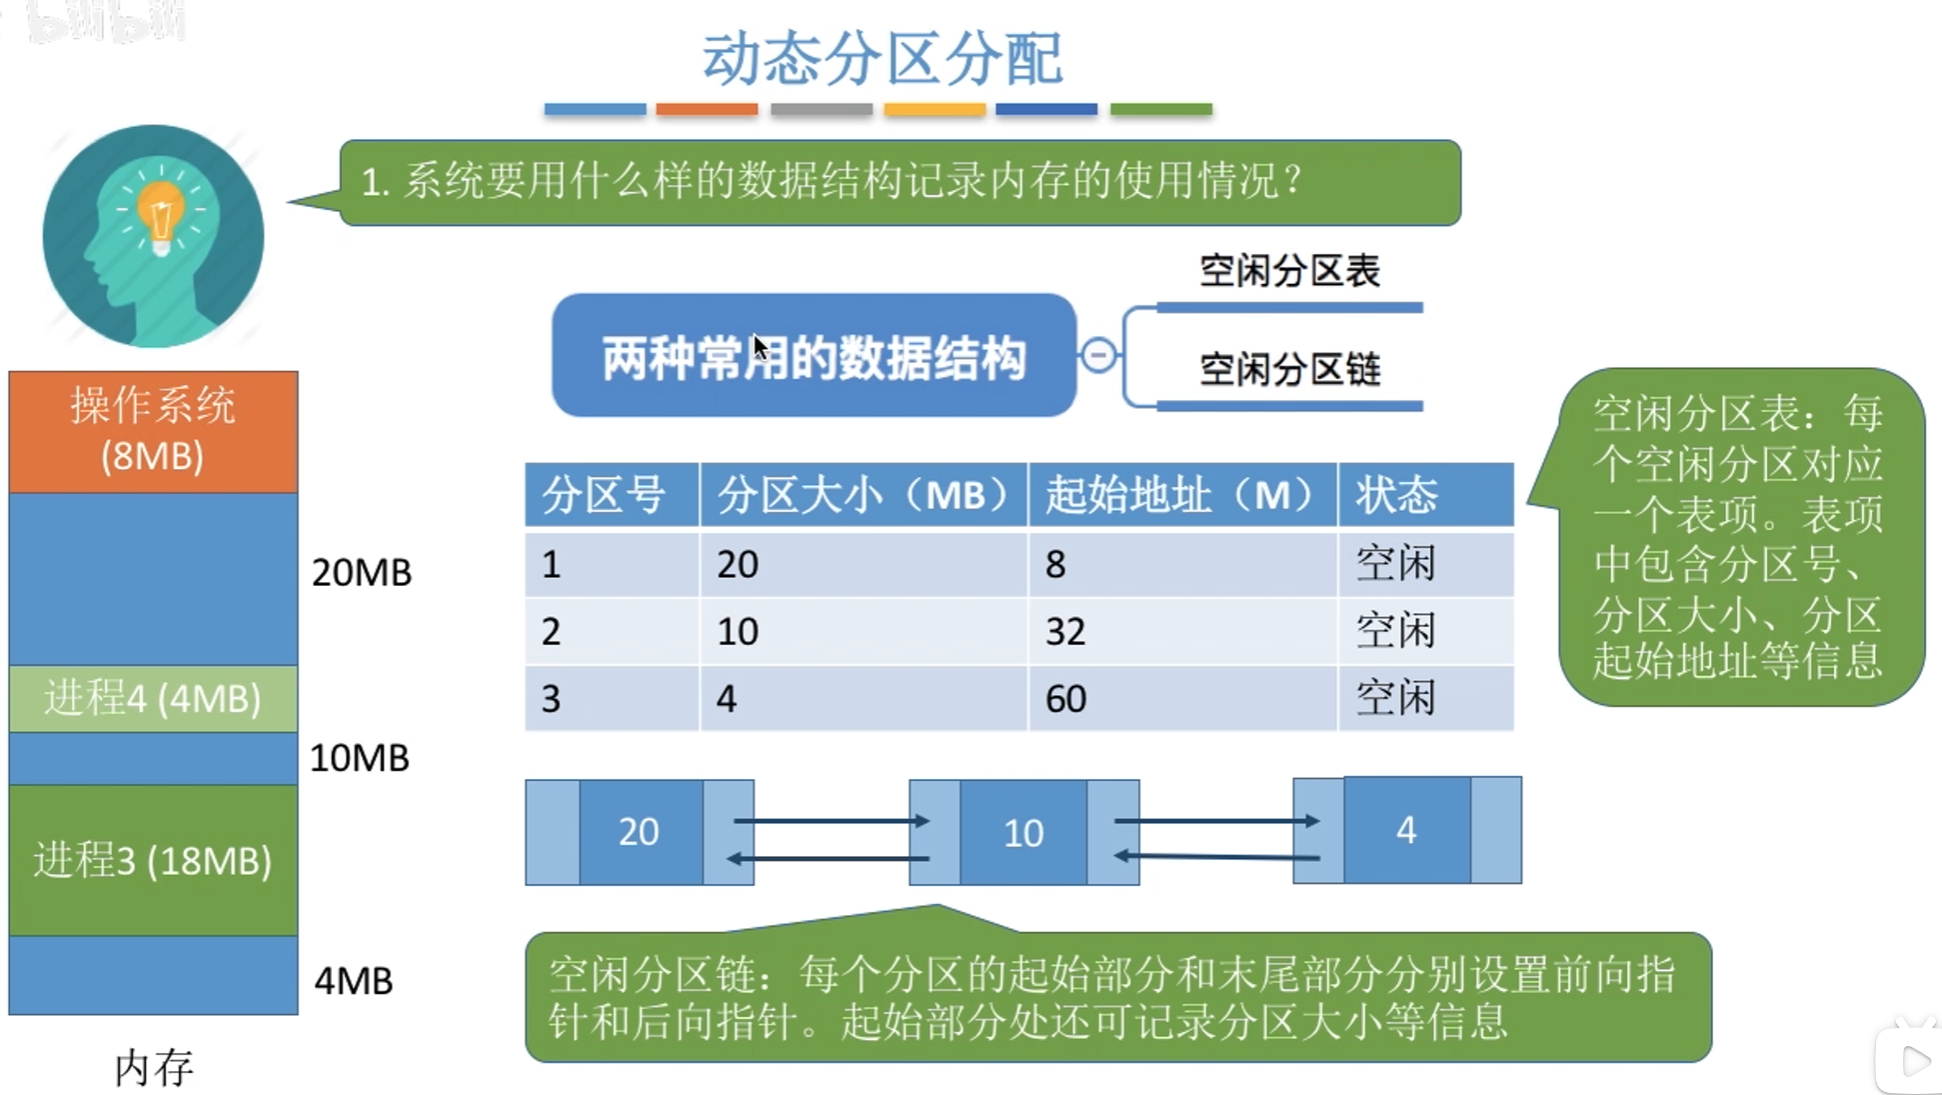 bilibili
动态分区分配
1. 系统要用什么样的数据结构记录内存的使用情况？
两种常用的数据结构
空闲分区表
空闲分区链
操作系统
(8MB)
20MB
进程4 (4MB)
10MB
进程3 (18MB)
4MB
内存
分区号 分区大小（MB） 起始地址（M） 状态
1 20 8 空闲
2 10 32 空闲
3 4 60 空闲
空闲分区表：每
个空闲分区对应
一个表项。表项
中包含分区号、
分区大小、分区
起始地址等信息
20 10 4
空闲分区链：每个分区的起始部分和末尾部分分别设置前向指
针和后向指针。起始部分处还可记录分区大小等信息